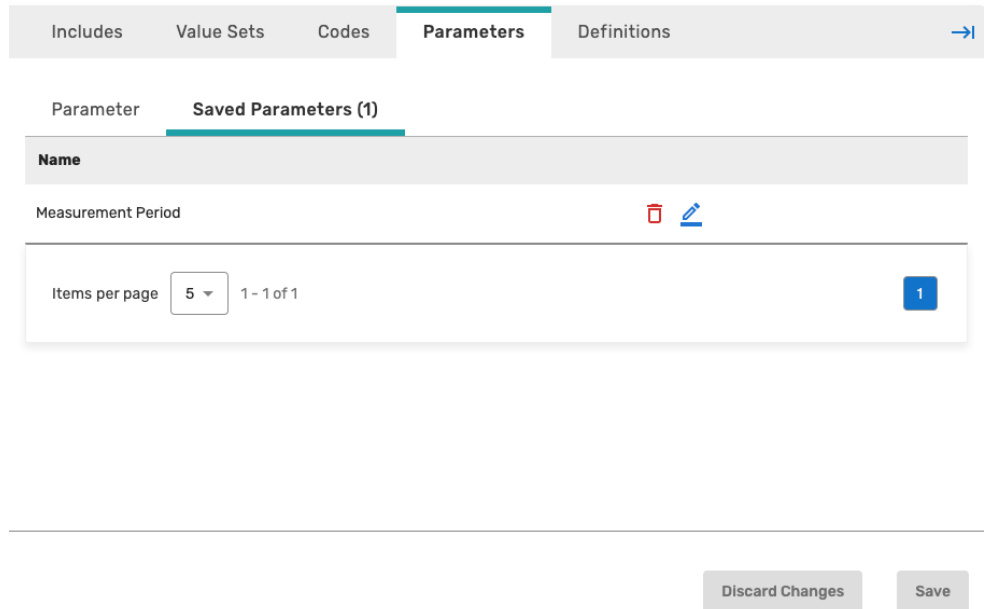 Includes Value Sets Codes Parameters Definitions
Parameter Saved Parameters (1)
Name
Measurement Period
Items per page 5 1 - 1 of 1 1
Discard Changes Save